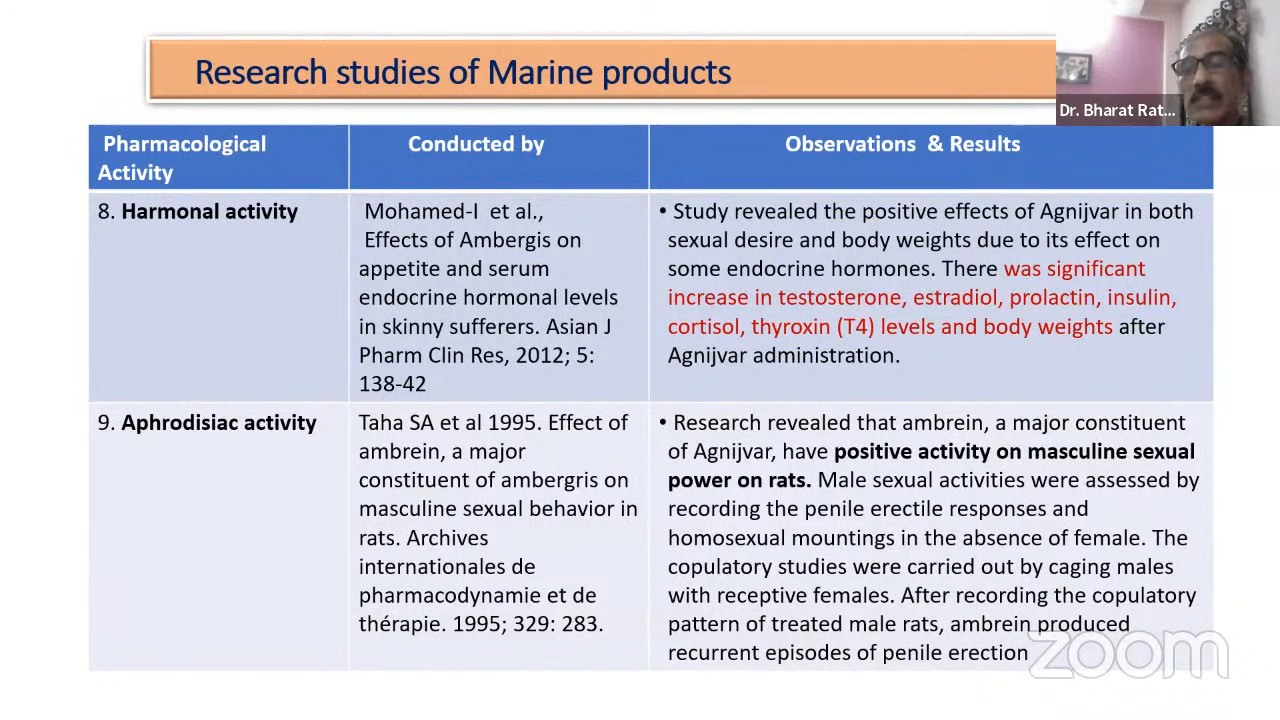 Research studies of Marine products
Dr. Bharat Rat...
Pharmacological
Activity
Conducted by
Observations & Results
8. Harmonal activity
Mohamed-I et al.,
Effects of Ambergis on
appetite and serum
endocrine hormonal levels
in skinny sufferers. Asian J
Pharm Clin Res, 2012; 5:
138-42
• Study revealed the positive effects of Agnijvar in both
sexual desire and body weights due to its effect on
some endocrine hormones. There was significant
increase in testosterone, estradiol, prolactin, insulin,
cortisol, thyroxin (T4) levels and body weights after
Agnijvar administration.
9. Aphrodisiac activity
Taha SA et al 1995. Effect of
ambrein, a major
constituent of ambergris on
masculine sexual behavior in
rats. Archives
internationales de
pharmacodynamie et de
thérapie. 1995; 329: 283.
• Research revealed that ambrein, a major constituent
of Agnijvar, have positive activity on masculine sexual
power on rats. Male sexual activities were assessed by
recording the penile erectile responses and
homosexual mountings in the absence of female. The
copulatory studies were carried out by caging males
with receptive females. After recording the copulatory
pattern of treated male rats, ambrein produced
recurrent episodes of penile erection
zoom